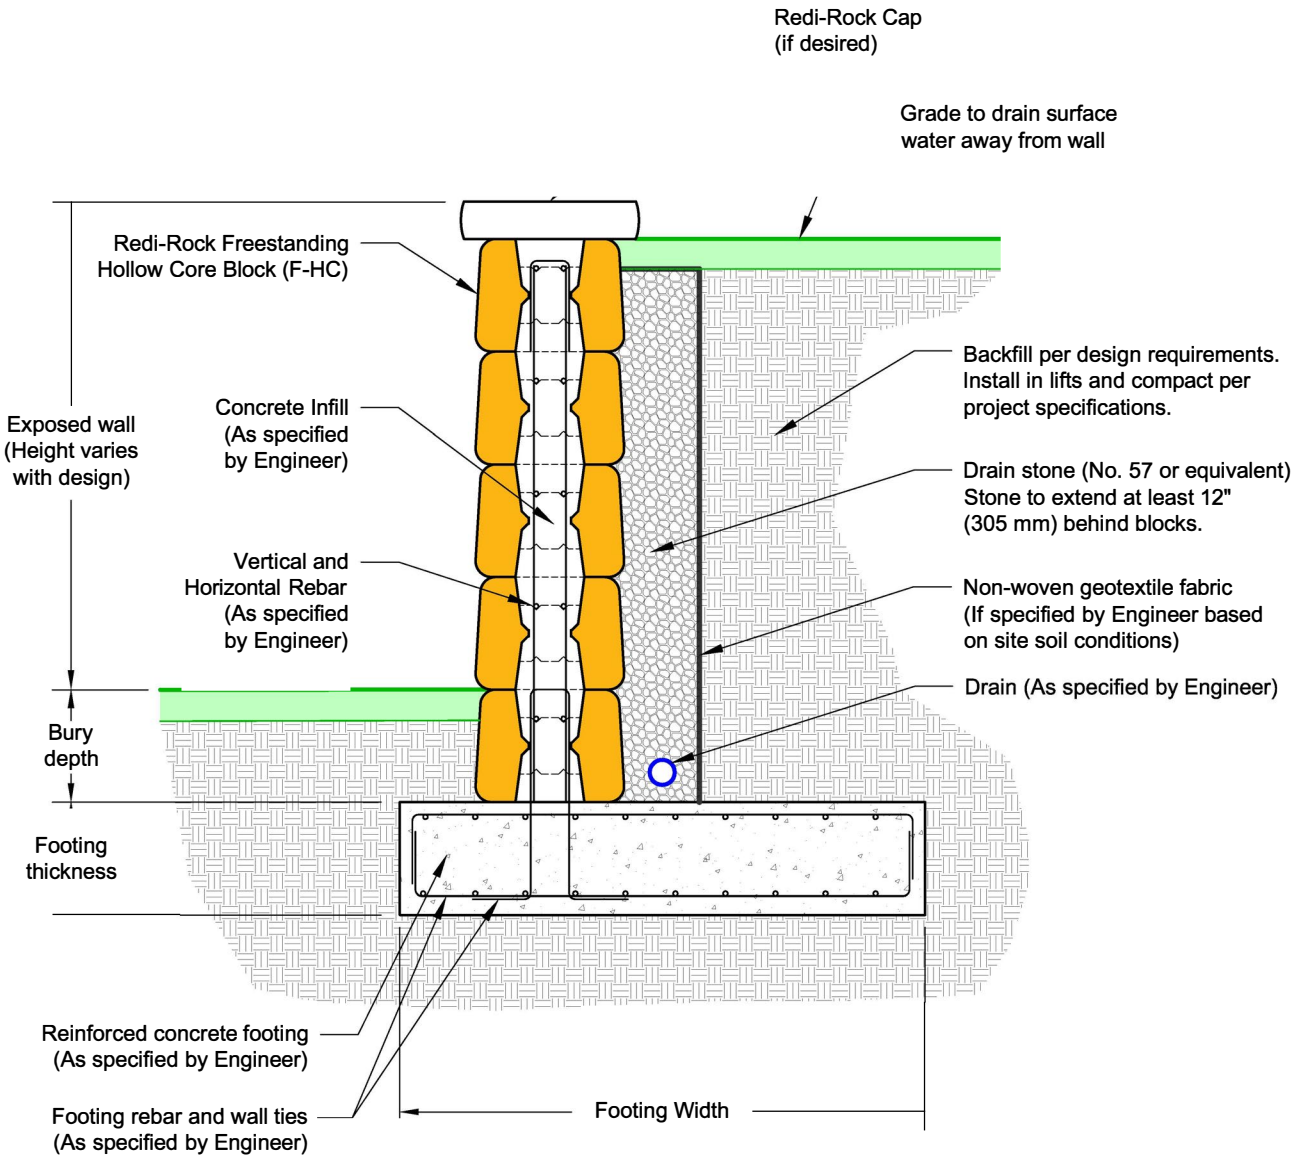 Redi-Rock Cap
(if desired)
Grade to drain surface
water away from wall
Redi-Rock Freestanding
Hollow Core Block (F-HC)
Backfill per design requirements.
Install in lifts and compact per
project specifications.
Exposed wall
(Height varies
with design)
Concrete Infill
(As specified
by Engineer)
Drain stone (No. 57 or equivalent)
Stone to extend at least 12"
(305 mm) behind blocks.
Vertical and
Horizontal Rebar
(As specified
by Engineer)
Non-woven geotextile fabric
(If specified by Engineer based
on site soil conditions)
Drain (As specified by Engineer)
Bury
depth
Footing
thickness
Reinforced concrete footing
(As specified by Engineer)
Footing rebar and wall ties
(As specified by Engineer)
Footing Width